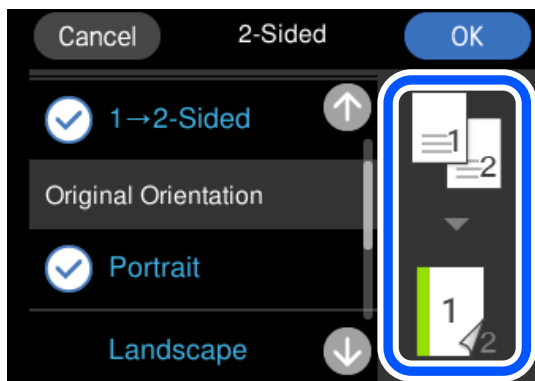 Cancel 2-Sided OK
1→2-Sided
Original Orientation
Portrait
Landscape
1
2
1
2